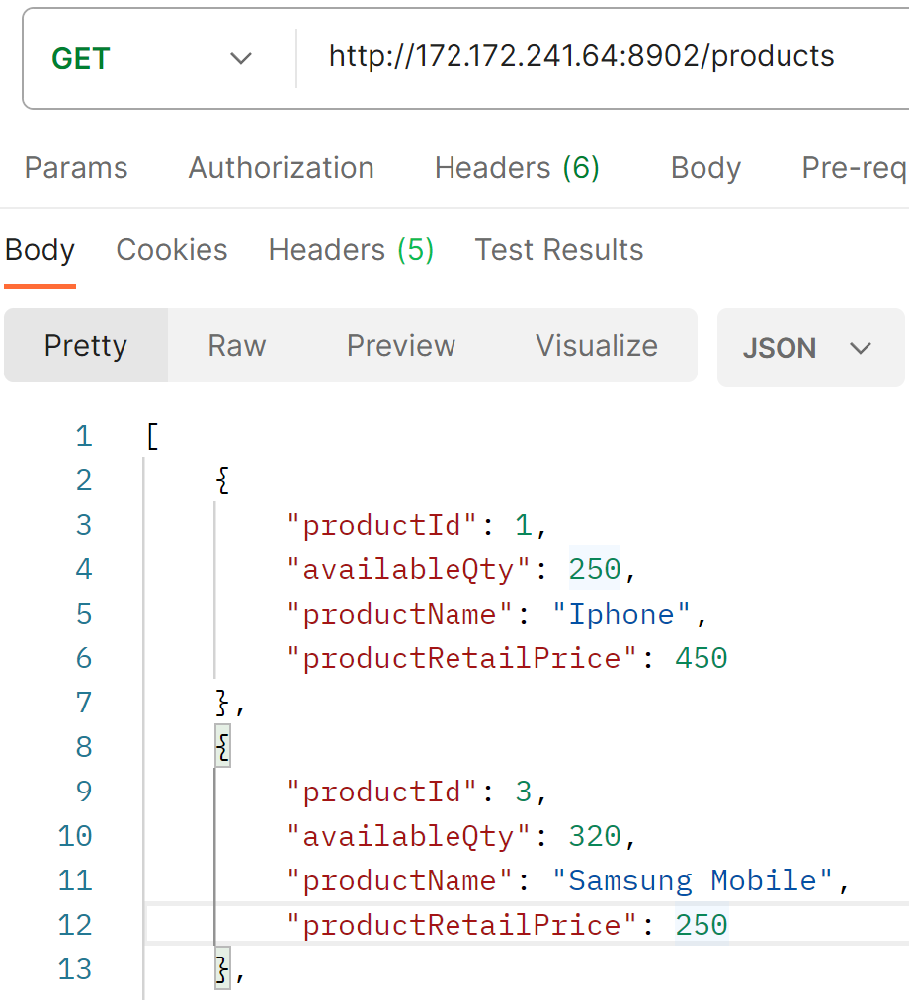 GET http://172.172.241.64:8902/products
Params Authorization Headers (6) Body Pre-req
Body Cookies Headers (5) Test Results
Pretty Raw Preview Visualize JSON
1 [
2 {
3 "productId": 1,
4 "availableQty": 250,
5 "productName": "Iphone",
6 "productRetailPrice": 450
7 },
8 {
9 "productId": 3,
10 "availableQty": 320,
11 "productName": "Samsung Mobile",
12 "productRetailPrice": 250
13 },